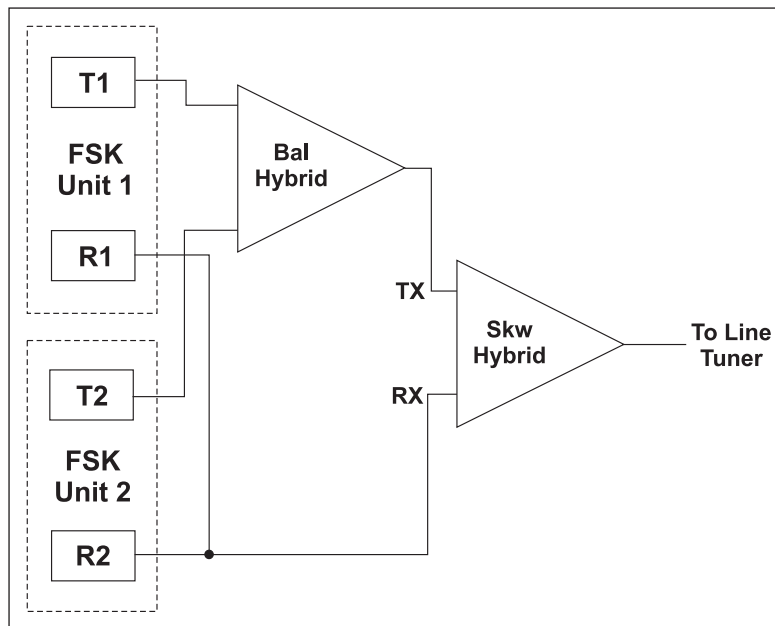 T1
FSK
Unit 1
R1
Bal
Hybrid
T2
FSK
Unit 2
R2
TX
RX
Skw
Hybrid
To Line
Tuner